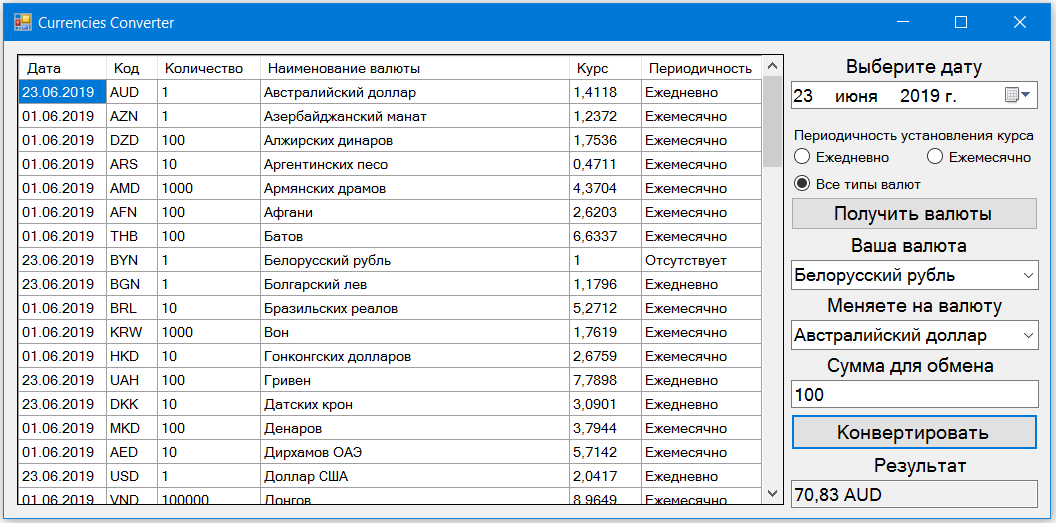 Currencies Converter
Дата Код Количество Наименование валюты Курс Периодичность
23.06.2019 AUD 1 Австралийский доллар 1,4118 Ежедневно
01.06.2019 AZN 1 Азербайджанский манат 1,2372 Ежемесячно
01.06.2019 DZD 100 Алжирских динаров 1,7536 Ежемесячно
01.06.2019 ARS 10 Аргентинских песо 0,4711 Ежемесячно
01.06.2019 AMD 1000 Армянских драмов 4,3704 Ежемесячно
01.06.2019 AFN 100 Афгани 2,6203 Ежемесячно
01.06.2019 THB 100 Батов 6,6337 Ежемесячно
23.06.2019 BYN 1 Белорусский рубль 1 Отсутствует
23.06.2019 BGN 1 Болгарский лев 1,1796 Ежедневно
01.06.2019 BRL 10 Бразильских реалов 5,2712 Ежемесячно
01.06.2019 KRW 1000 Вон 1,7619 Ежемесячно
01.06.2019 HKD 10 Гонконгских долларов 2,6759 Ежемесячно
23.06.2019 UAH 100 Гривен 7,7898 Ежедневно
23.06.2019 DKK 10 Датских крон 3,0901 Ежедневно
01.06.2019 MKD 100 Денаров 3,7944 Ежемесячно
01.06.2019 AED 10 Дирхамов ОАЭ 5,7142 Ежемесячно
23.06.2019 USD 1 Доллар США 2,0417 Ежедневно
01.06.2019 VND 100000 Донгов 8,9649 Ежемесячно
Выберите дату
23 июня 2019 г.
Периодичность установления курса
Ежедневно Ежемесячно
Все типы валют
Получить валюты
Ваша валюта
Белорусский рубль
Меняете на валюту
Австралийский доллар
Сумма для обмена
100
Конвертировать
Результат
70,83 AUD